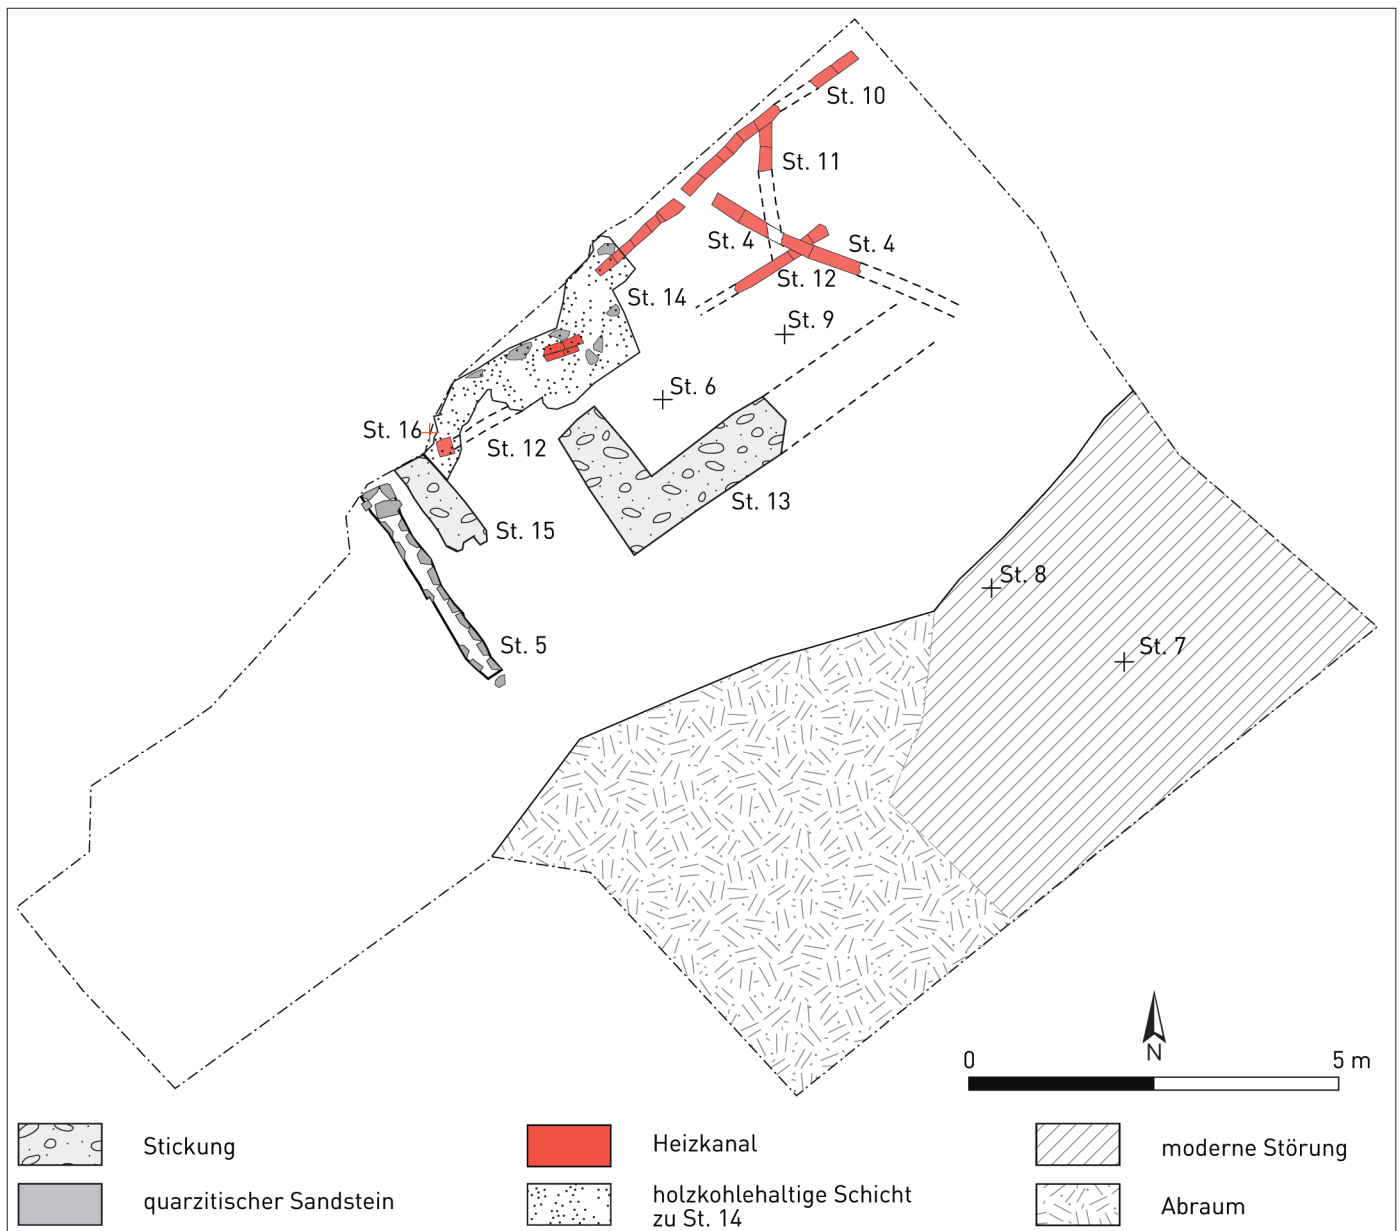 St. 10
St. 11
St. 4
St. 4
St. 12
St. 14
St. 9
St. 6
St. 16
St. 12
St. 13
St. 15
St. 8
St. 5
St. 7
0
5 m
N
Stickung
Heizkanal
moderne Störung
quarzitischer Sandstein
holzkohlehaltige Schicht
zu St. 14
Abraum